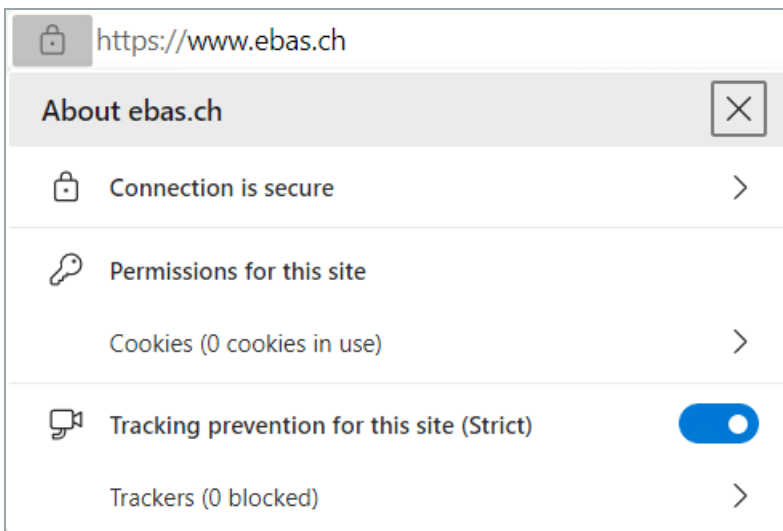 https://www.ebas.ch
About ebas.ch
Connection is secure
Permissions for this site
Cookies (0 cookies in use)
Tracking prevention for this site (Strict)
Trackers (0 blocked)